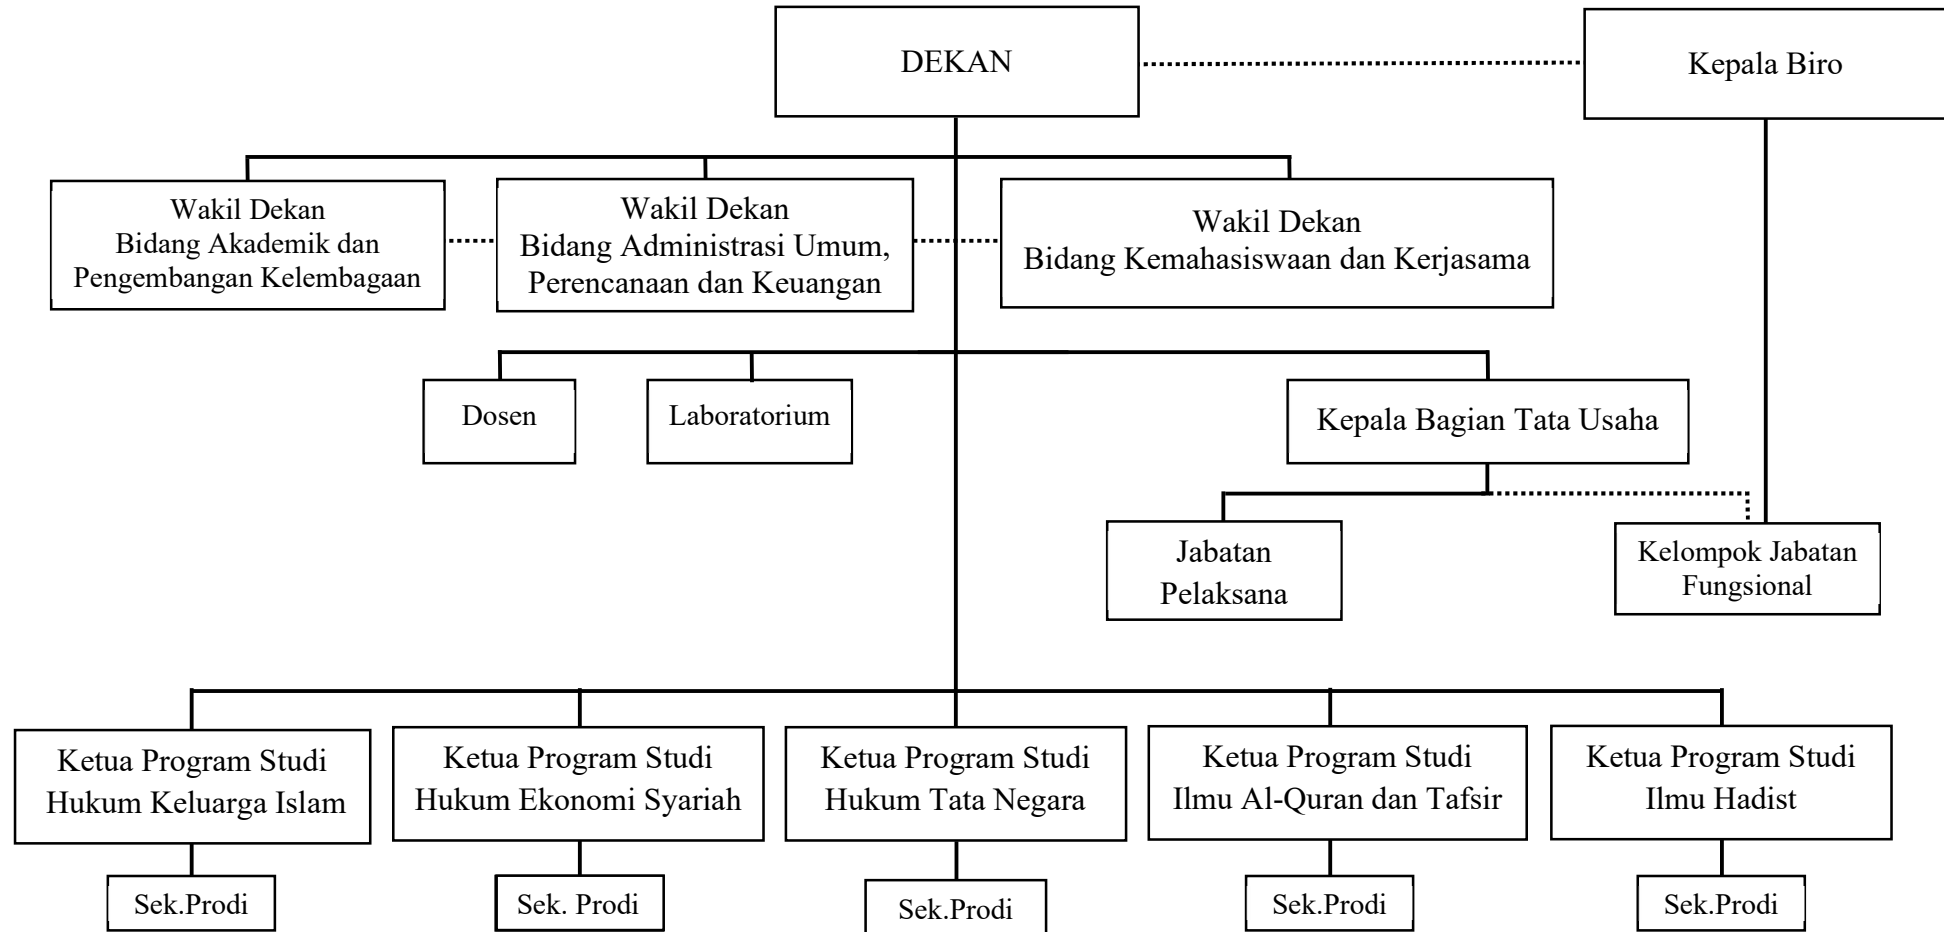 DEKAN
Kepala Biro
Wakil Dekan
Bidang Akademik dan
Pengembangan Kelembagaan
Wakil Dekan
Bidang Administrasi Umum,
Perencanaan dan Keuangan
Wakil Dekan
Bidang Kemahasiswaan dan Kerjasama
Dosen
Laboratorium
Kepala Bagian Tata Usaha
Jabatan
Pelaksana
Kelompok Jabatan
Fungsional
Ketua Program Studi
Hukum Keluarga Islam
Ketua Program Studi
Hukum Ekonomi Syariah
Ketua Program Studi
Hukum Tata Negara
Ketua Program Studi
Ilmu Al-Quran dan Tafsir
Ketua Program Studi
Ilmu Hadist
Sek.Prodi
Sek. Prodi
Sek.Prodi
Sek.Prodi
Sek.Prodi